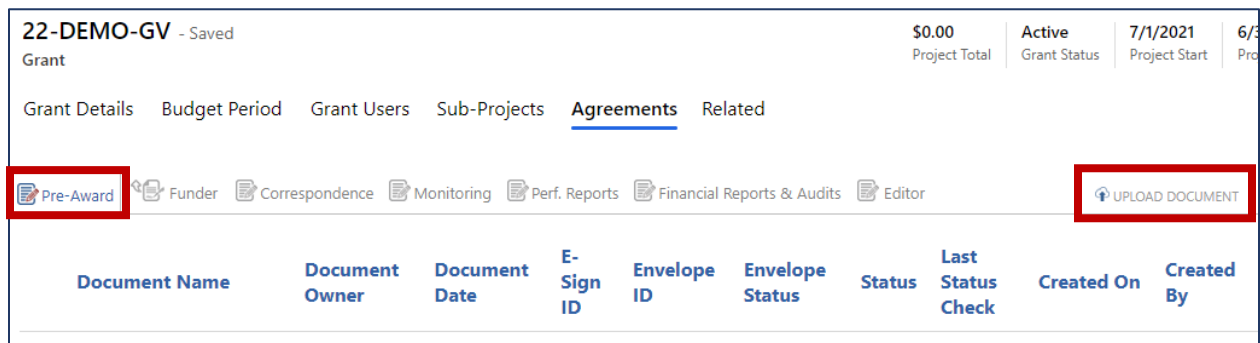 22-DEMO-GV - Saved
Grant
$0.00
Project Total
Active
Grant Status
7/1/2021
Project Start
Grant Details Budget Period Grant Users Sub-Projects Agreements Related
Pre-Award Funder Correspondence Monitoring Perf. Reports Financial Reports & Audits Editor UPLOAD DOCUMENT
Document Name
Document
Owner
Document
Date
E-
Sign
ID
Envelope
ID
Envelope
Status
Status
Last
Status
Check
Created On
Created
By